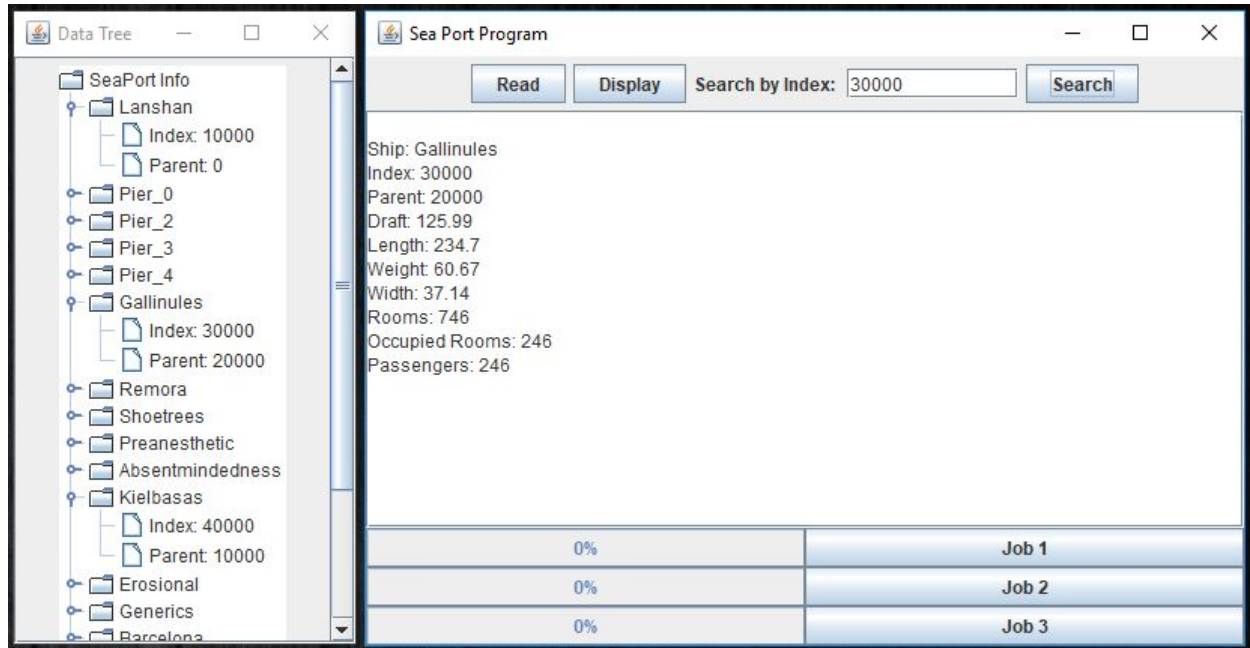 Data Tree
SeaPort Info
Lanshan
Index: 10000
Parent: 0
Pier_0
Pier_2
Pier_3
Pier_4
Gallinules
Index: 30000
Parent: 20000
Remora
Shoetrees
Preanesthetic
Absentmindedness
Kielbasas
Index: 40000
Parent: 10000
Erosional
Generics
Barcelona
Sea Port Program
Read Display Search by Index: 30000 Search
Ship: Gallinules
Index: 30000
Parent: 20000
Draft: 125.99
Length: 234.7
Weight: 60.67
Width: 37.14
Rooms: 746
Occupied Rooms: 246
Passengers: 246
0% Job 1
0% Job 2
0% Job 3